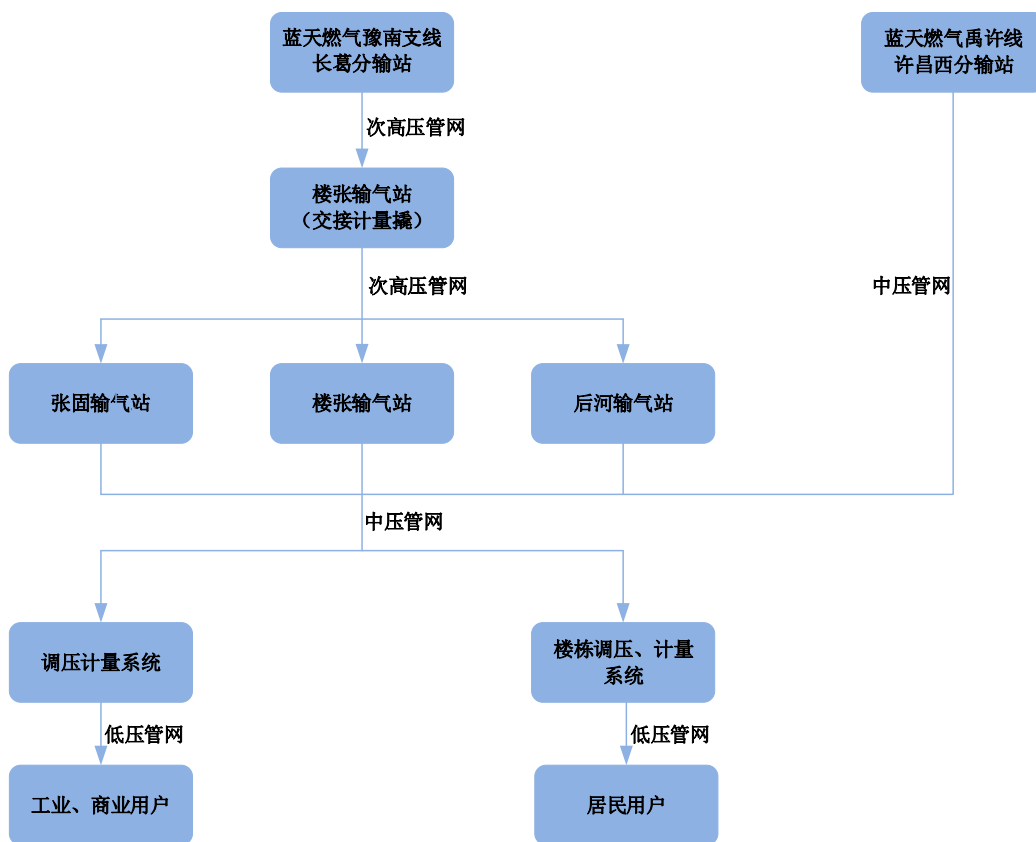 蓝天燃气豫南支线
长葛分输站
蓝天燃气禹许线
许昌西分输站
次高压管网
楼张输气站
（交接计量撬）
次高压管网
中压管网
张固输气站
楼张输气站
后河输气站
中压管网
调压计量系统
楼栋调压、计量
系统
低压管网
低压管网
工业、商业用户
居民用户